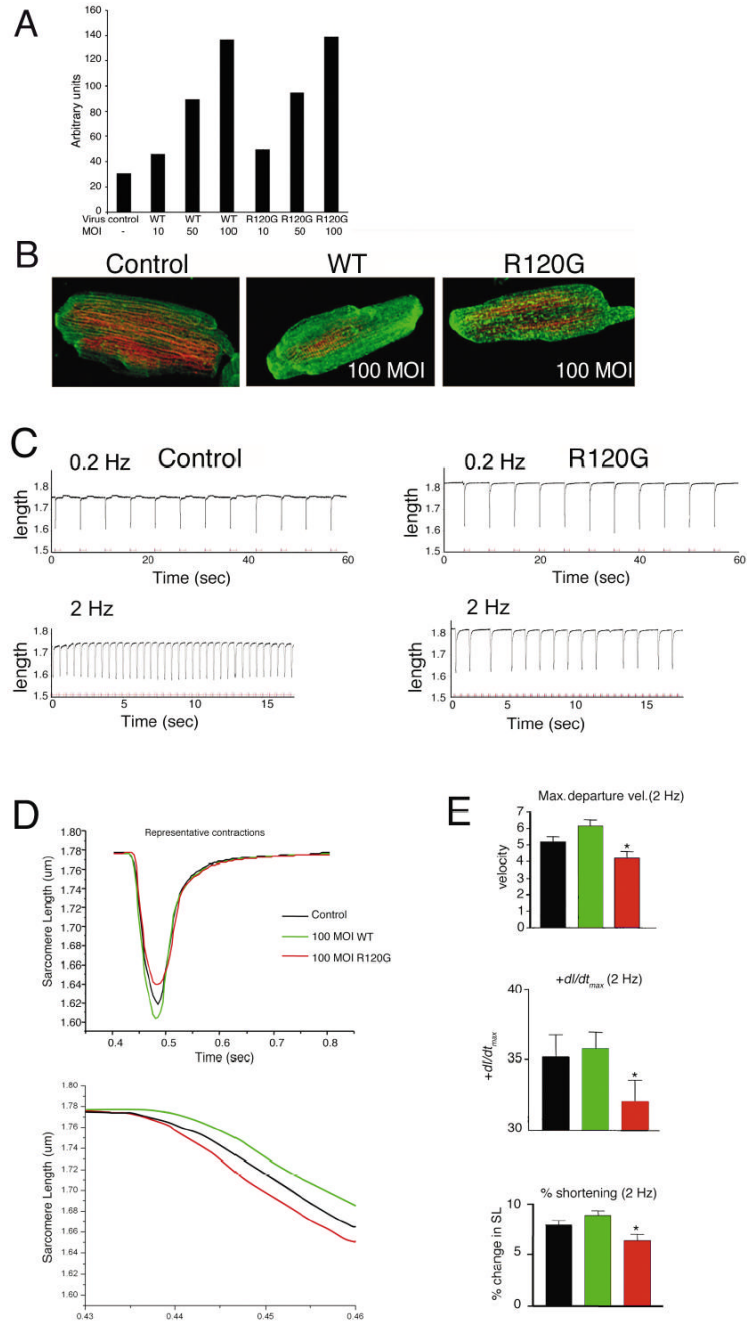 A
160
140
120
100
80
60
40
20
0
Arbitrary units
Virus control WT WT WT R120G R120G R120G
MOI - 10 50 100 10 50 100
B
Control WT R120G
100 MOI 100 MOI
C
0.2 Hz Control
1.8
1.7
1.6
1.5
length
0 20 40 60
Time (sec)
0.2 Hz R120G
1.8
1.7
1.6
1.5
length
0 20 40 60
Time (sec)
2 Hz
1.8
1.7
1.6
1.5
length
0 5 10 15
Time (sec)
2 Hz
1.8
1.7
1.6
1.5
length
0 5 10 15
Time (sec)
D
Representative contractions
1.80
1.78
1.76
1.72
1.68
1.64
1.62
1.60
Sarcomere Length (um)
Control
100 MOI WT
100 MOI R120G
0.4 0.5 0.6 0.7 0.8
Time (sec)
1.80
1.78
1.76
1.72
1.70
1.68
1.64
1.62
1.60
Sarcomere Length (um)
0.43 0.44 0.45 0.46
E
Max. departure vel.(2 Hz)
7
6
5
4
3
2
1
0
velocity
*
+dl/dtmax (2 Hz)
40
35
30
+dl/dtmax
*
% shortening (2 Hz)
10
5
0
% change in SL
*